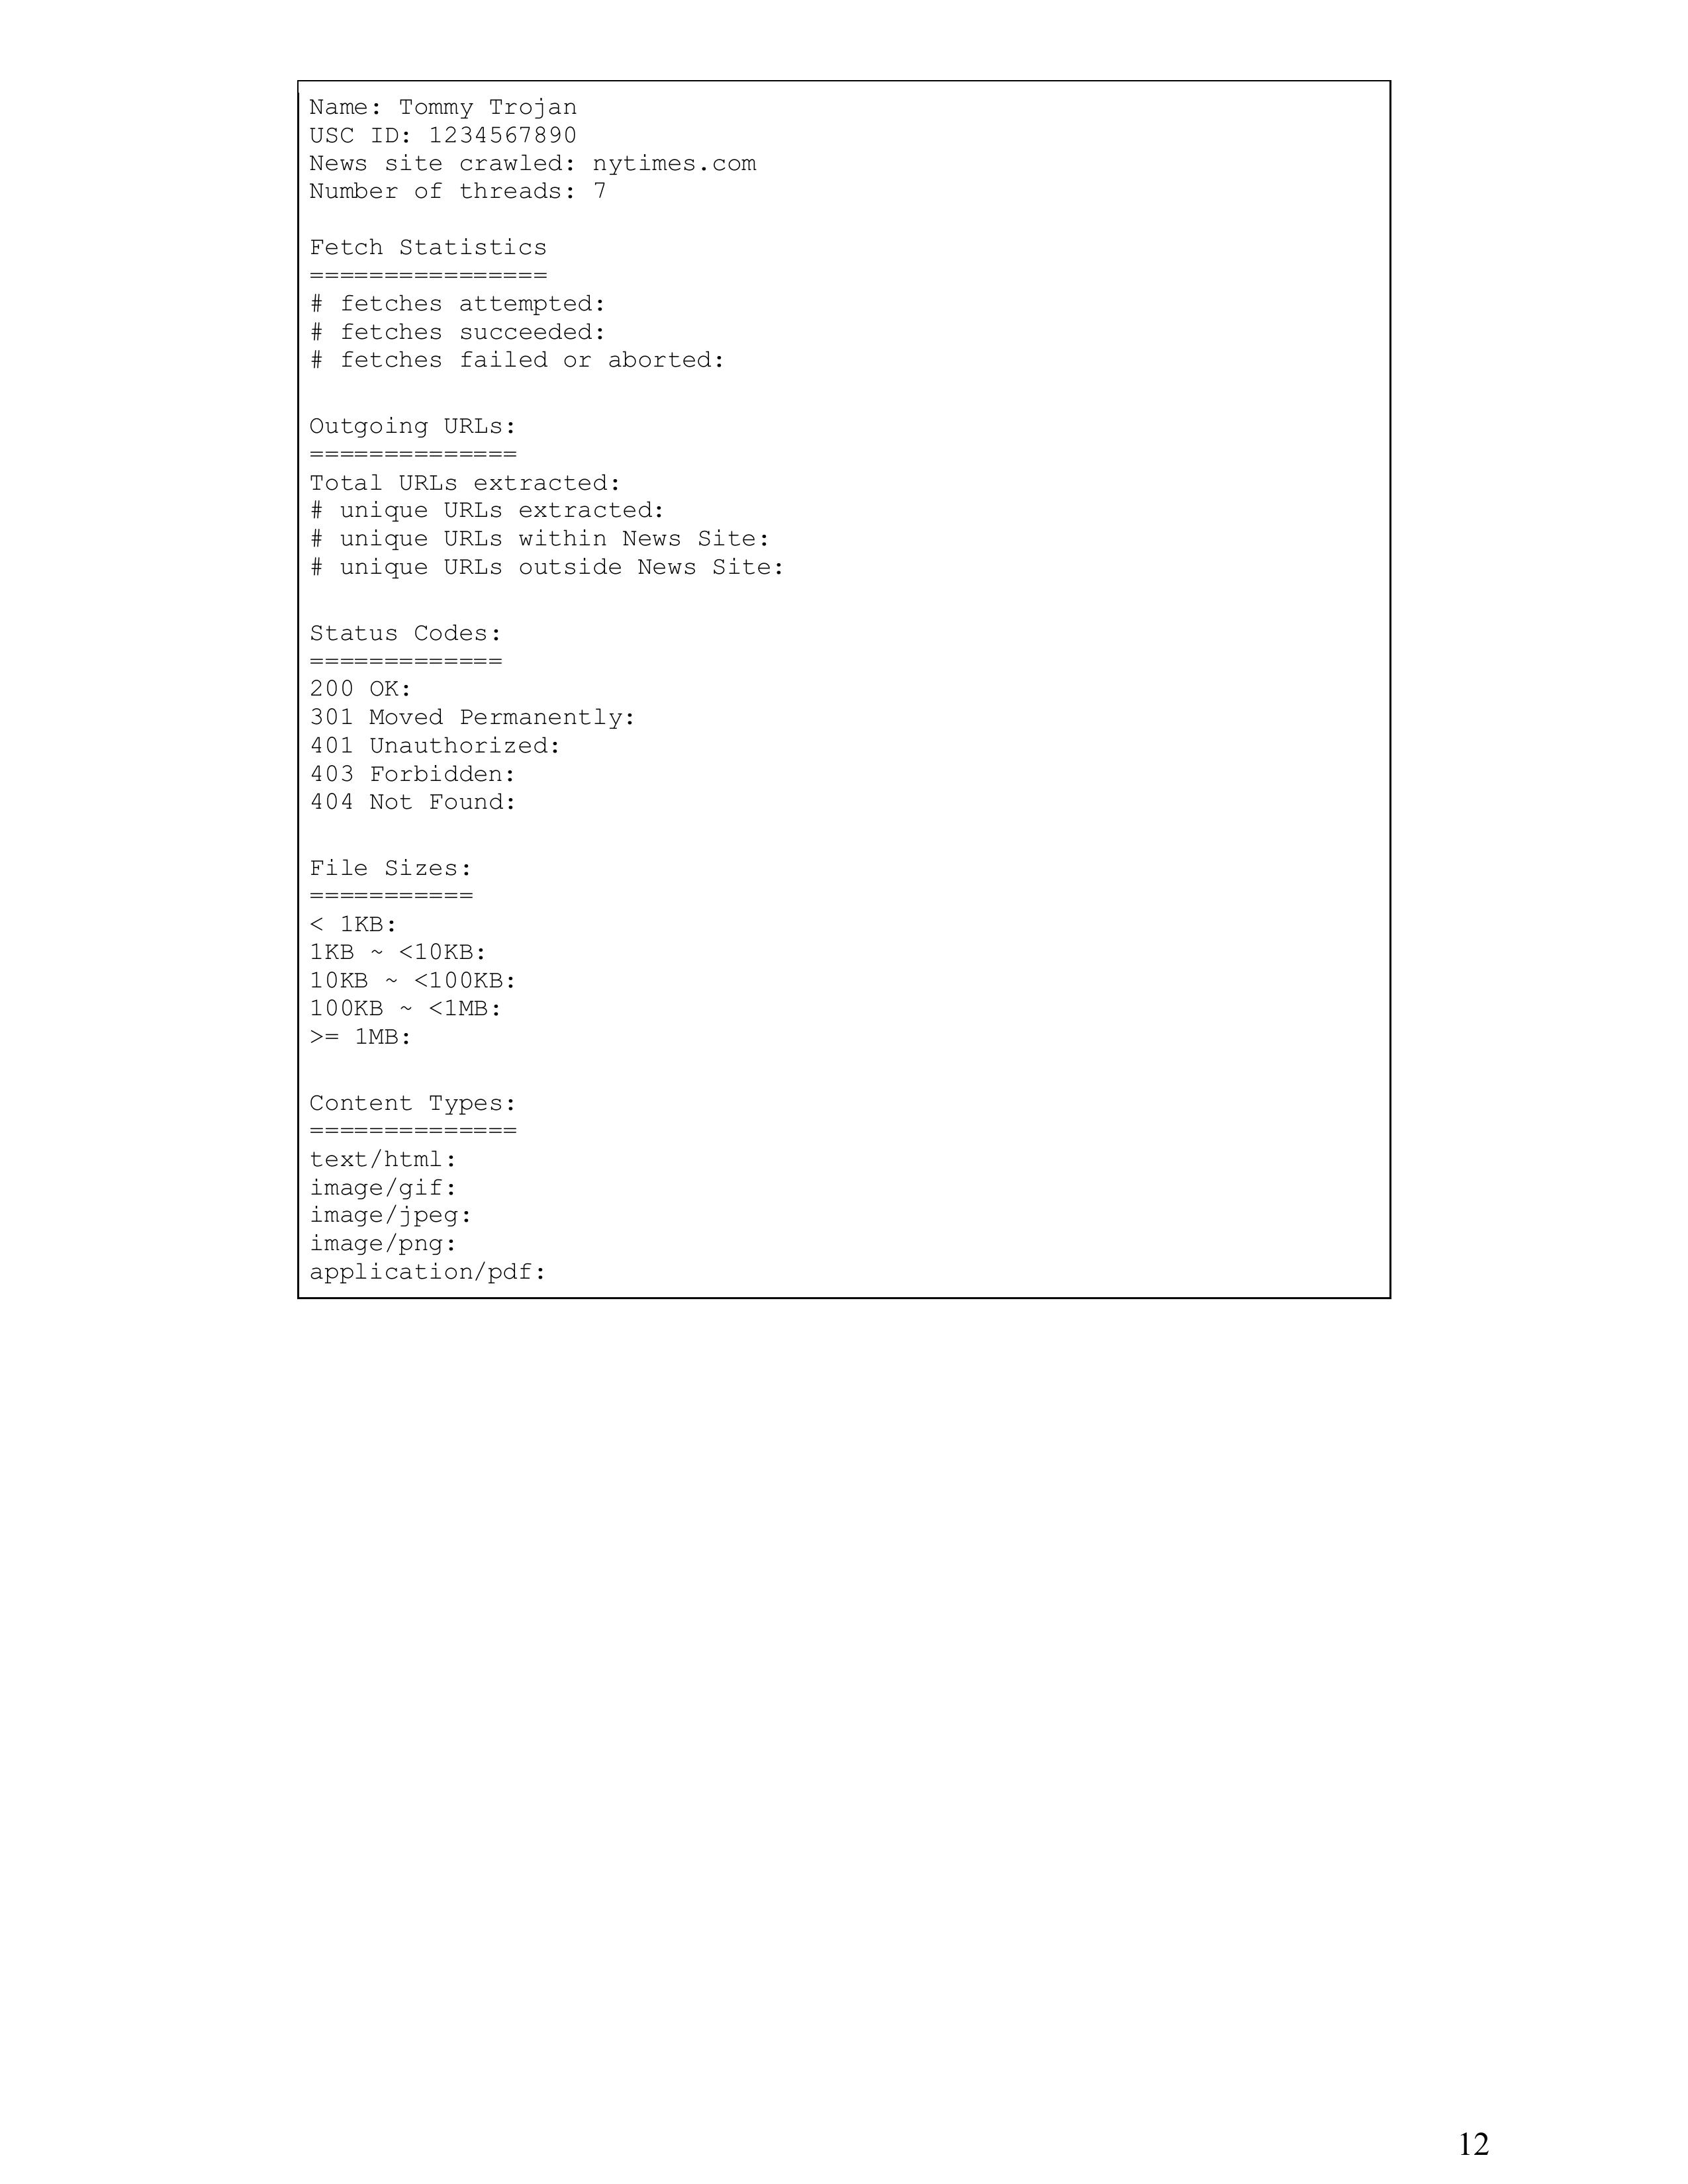 Name: Tommy Trojan
USC ID: 1234567890
News site crawled: nytimes.com
Number of threads: 7
Fetch Statistics
================
# fetches attempted:
# fetches succeeded:
# fetches failed or aborted:
Outgoing URLs:
==============
Total URLs extracted:
# unique URLs extracted:
# unique URLs within News Site:
# unique URLs outside News Site:
Status Codes:
=============
200 OK:
301 Moved Permanently:
401 Unauthorized:
403 Forbidden:
404 Not Found:
File Sizes:
===========
< 1KB:
1KB ~ <10KB:
10KB ~ <100KB:
100KB ~ <1MB:
>= 1MB:
Content Types:
==============
text/html:
image/gif:
image/jpeg:
image/png:
application/pdf:
12